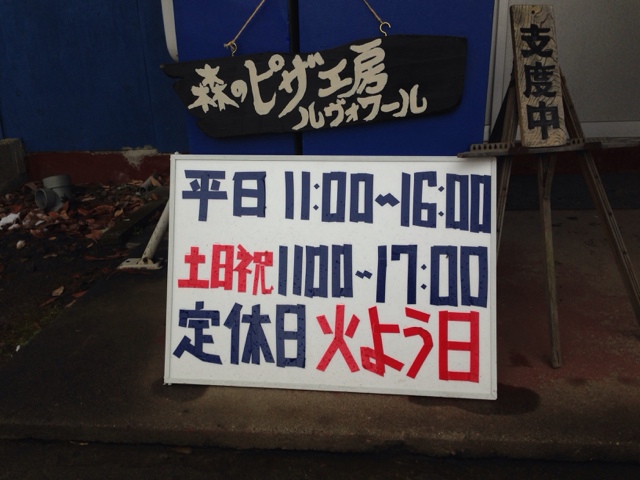 森のピザ工房
ルヴォワール
支度中
平日 11:00~16:00
土日祝 1100~17:00
定休日 火よう日